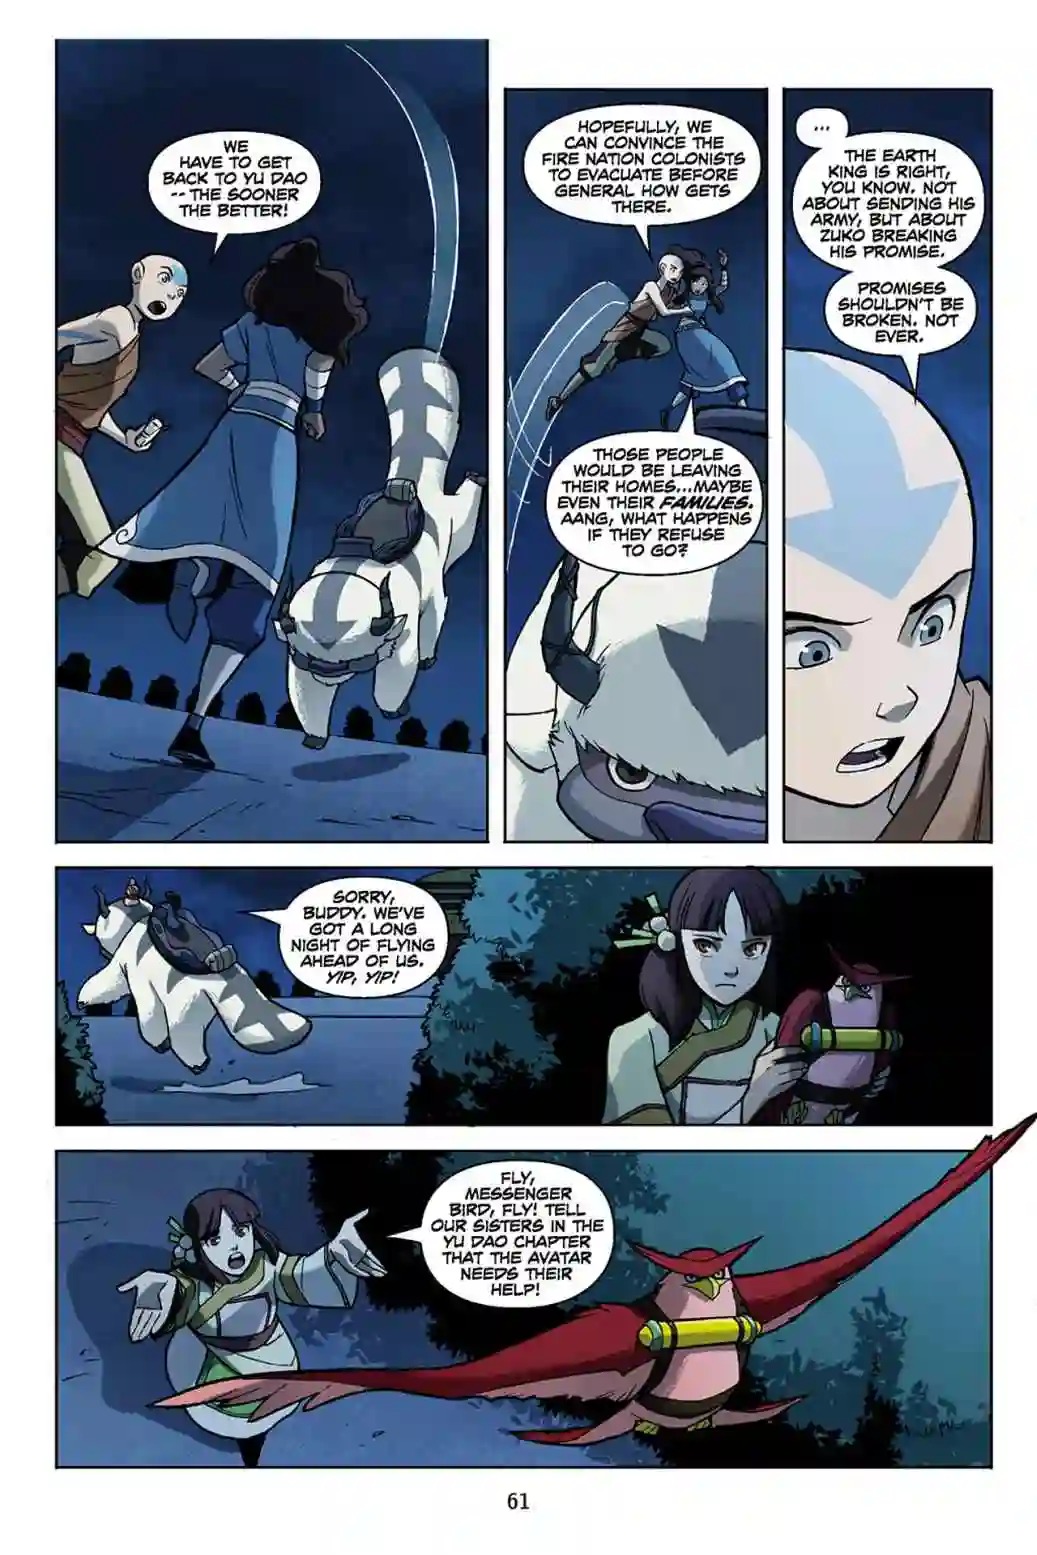 WE
HAVE TO GET
BACK TO YU DAO
-- THE SOONER
THE BETTER!
HOPEFULLY, WE
CAN CONVINCE THE
FIRE NATION COLONISTS
TO EVACUATE BEFORE
GENERAL HOW GETS
THERE.
THOSE PEOPLE
WOULD BE LEAVING
THEIR HOMES...MAYBE
EVEN THEIR FAMILIES.
AANG, WHAT HAPPENS
IF THEY REFUSE
TO GO?
...
THE EARTH
KING IS RIGHT,
YOU KNOW. NOT
ABOUT SENDING HIS
ARMY, BUT ABOUT
ZUKO BREAKING
HIS PROMISE.
PROMISES
SHOULDN'T BE
BROKEN. NOT
EVER.
SORRY,
BUDDY. WE'VE
GOT A LONG
NIGHT OF FLYING
AHEAD OF US.
YIP, YIP!
FLY,
MESSENGER
BIRD, FLY! TELL
OUR SISTERS IN THE
YU DAO CHAPTER
THAT THE AVATAR
NEEDS THEIR
HELP!
61